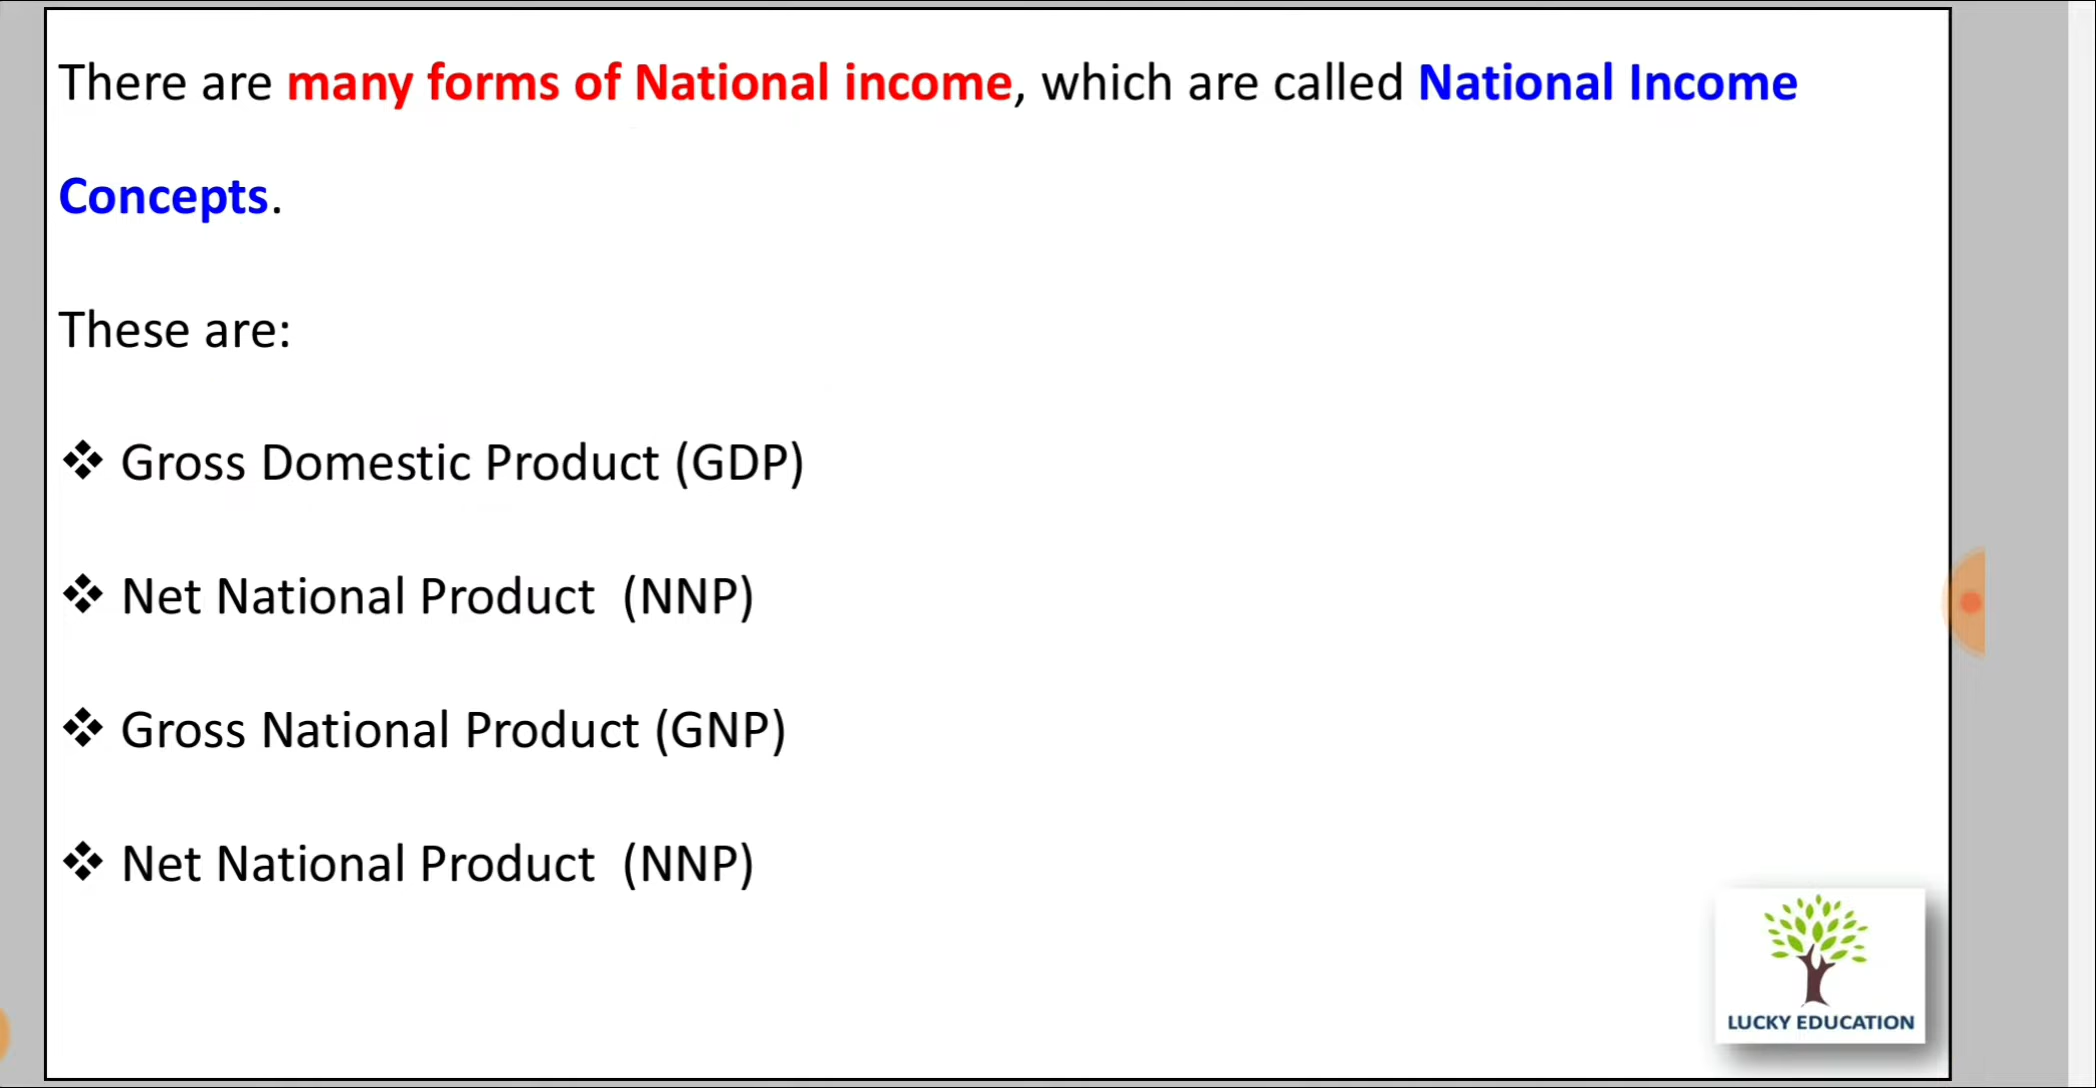 There are many forms of National income, which are called National Income
Concepts.
These are:
❖ Gross Domestic Product (GDP)
❖ Net National Product (NNP)
❖ Gross National Product (GNP)
❖ Net National Product (NNP)
LUCKY EDUCATION